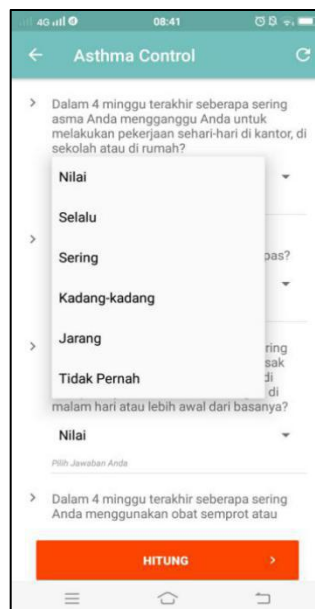 4G
08:41
Asthma Control
Dalam 4 minggu terakhir seberapa sering
asma Anda mengganggu Anda untuk
melakukan pekerjaan sehari-hari di kantor, di
sekolah atau di rumah?
Nilai
Selalu
Sering
pas?
Kadang-kadang
Jarang
ring
sak
Tidak Pernah
di
di
malam hari atau lebih awal dari basanya?
Nilai
Pilih Jawaban Anda
Dalam 4 minggu terakhir seberapa sering
Anda menggunakan obat semprot atau
HITUNG